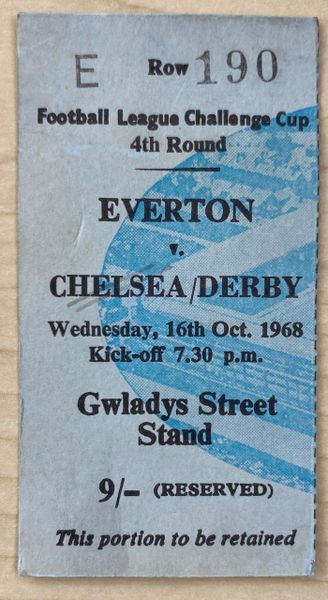 E Row 190
Football League Challenge Cup
4th Round
EVERTON
v.
CHELSEA/DERBY
Wednesday, 16th Oct. 1968
Kick-off 7.30 p.m.
Gwladys Street
Stand
9/- (RESERVED)
This portion to be retained